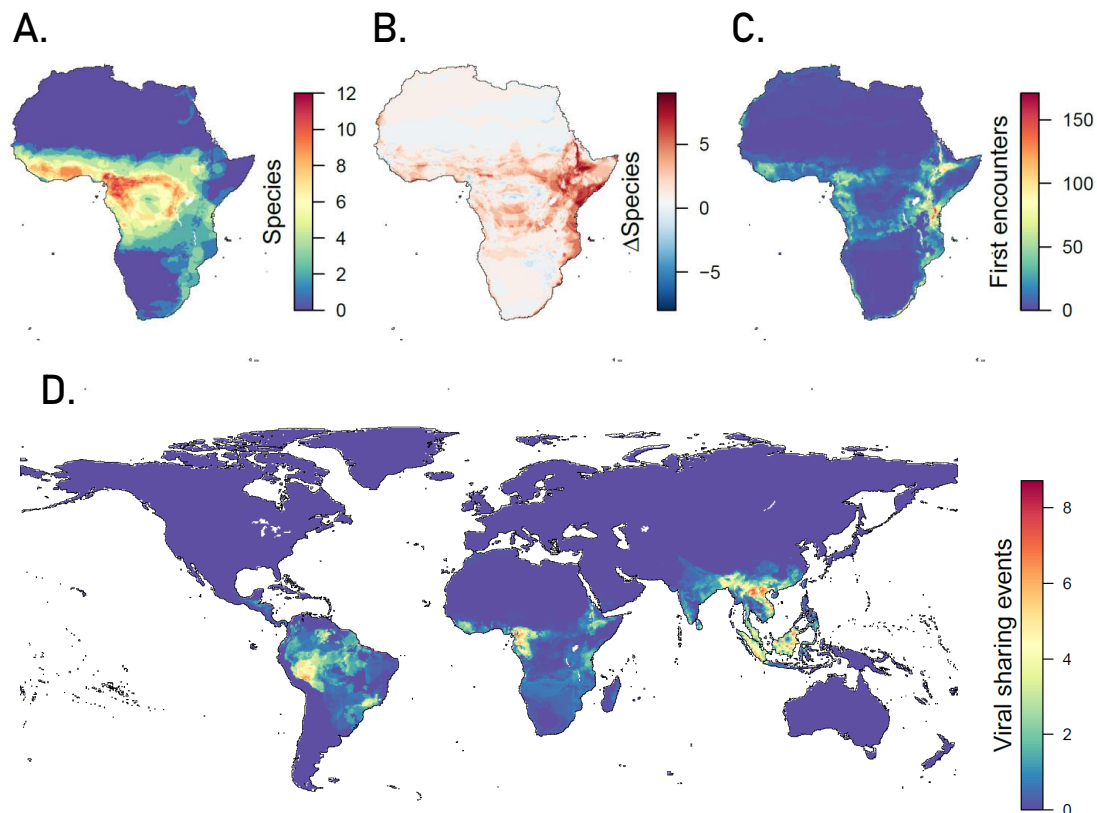 A.
B.
C.
12
10
8
6
4
2
0
Species
5
0
−5
ΔSpecies
150
100
50
0
First encounters
D.
8
6
4
2
0
Viral sharing events